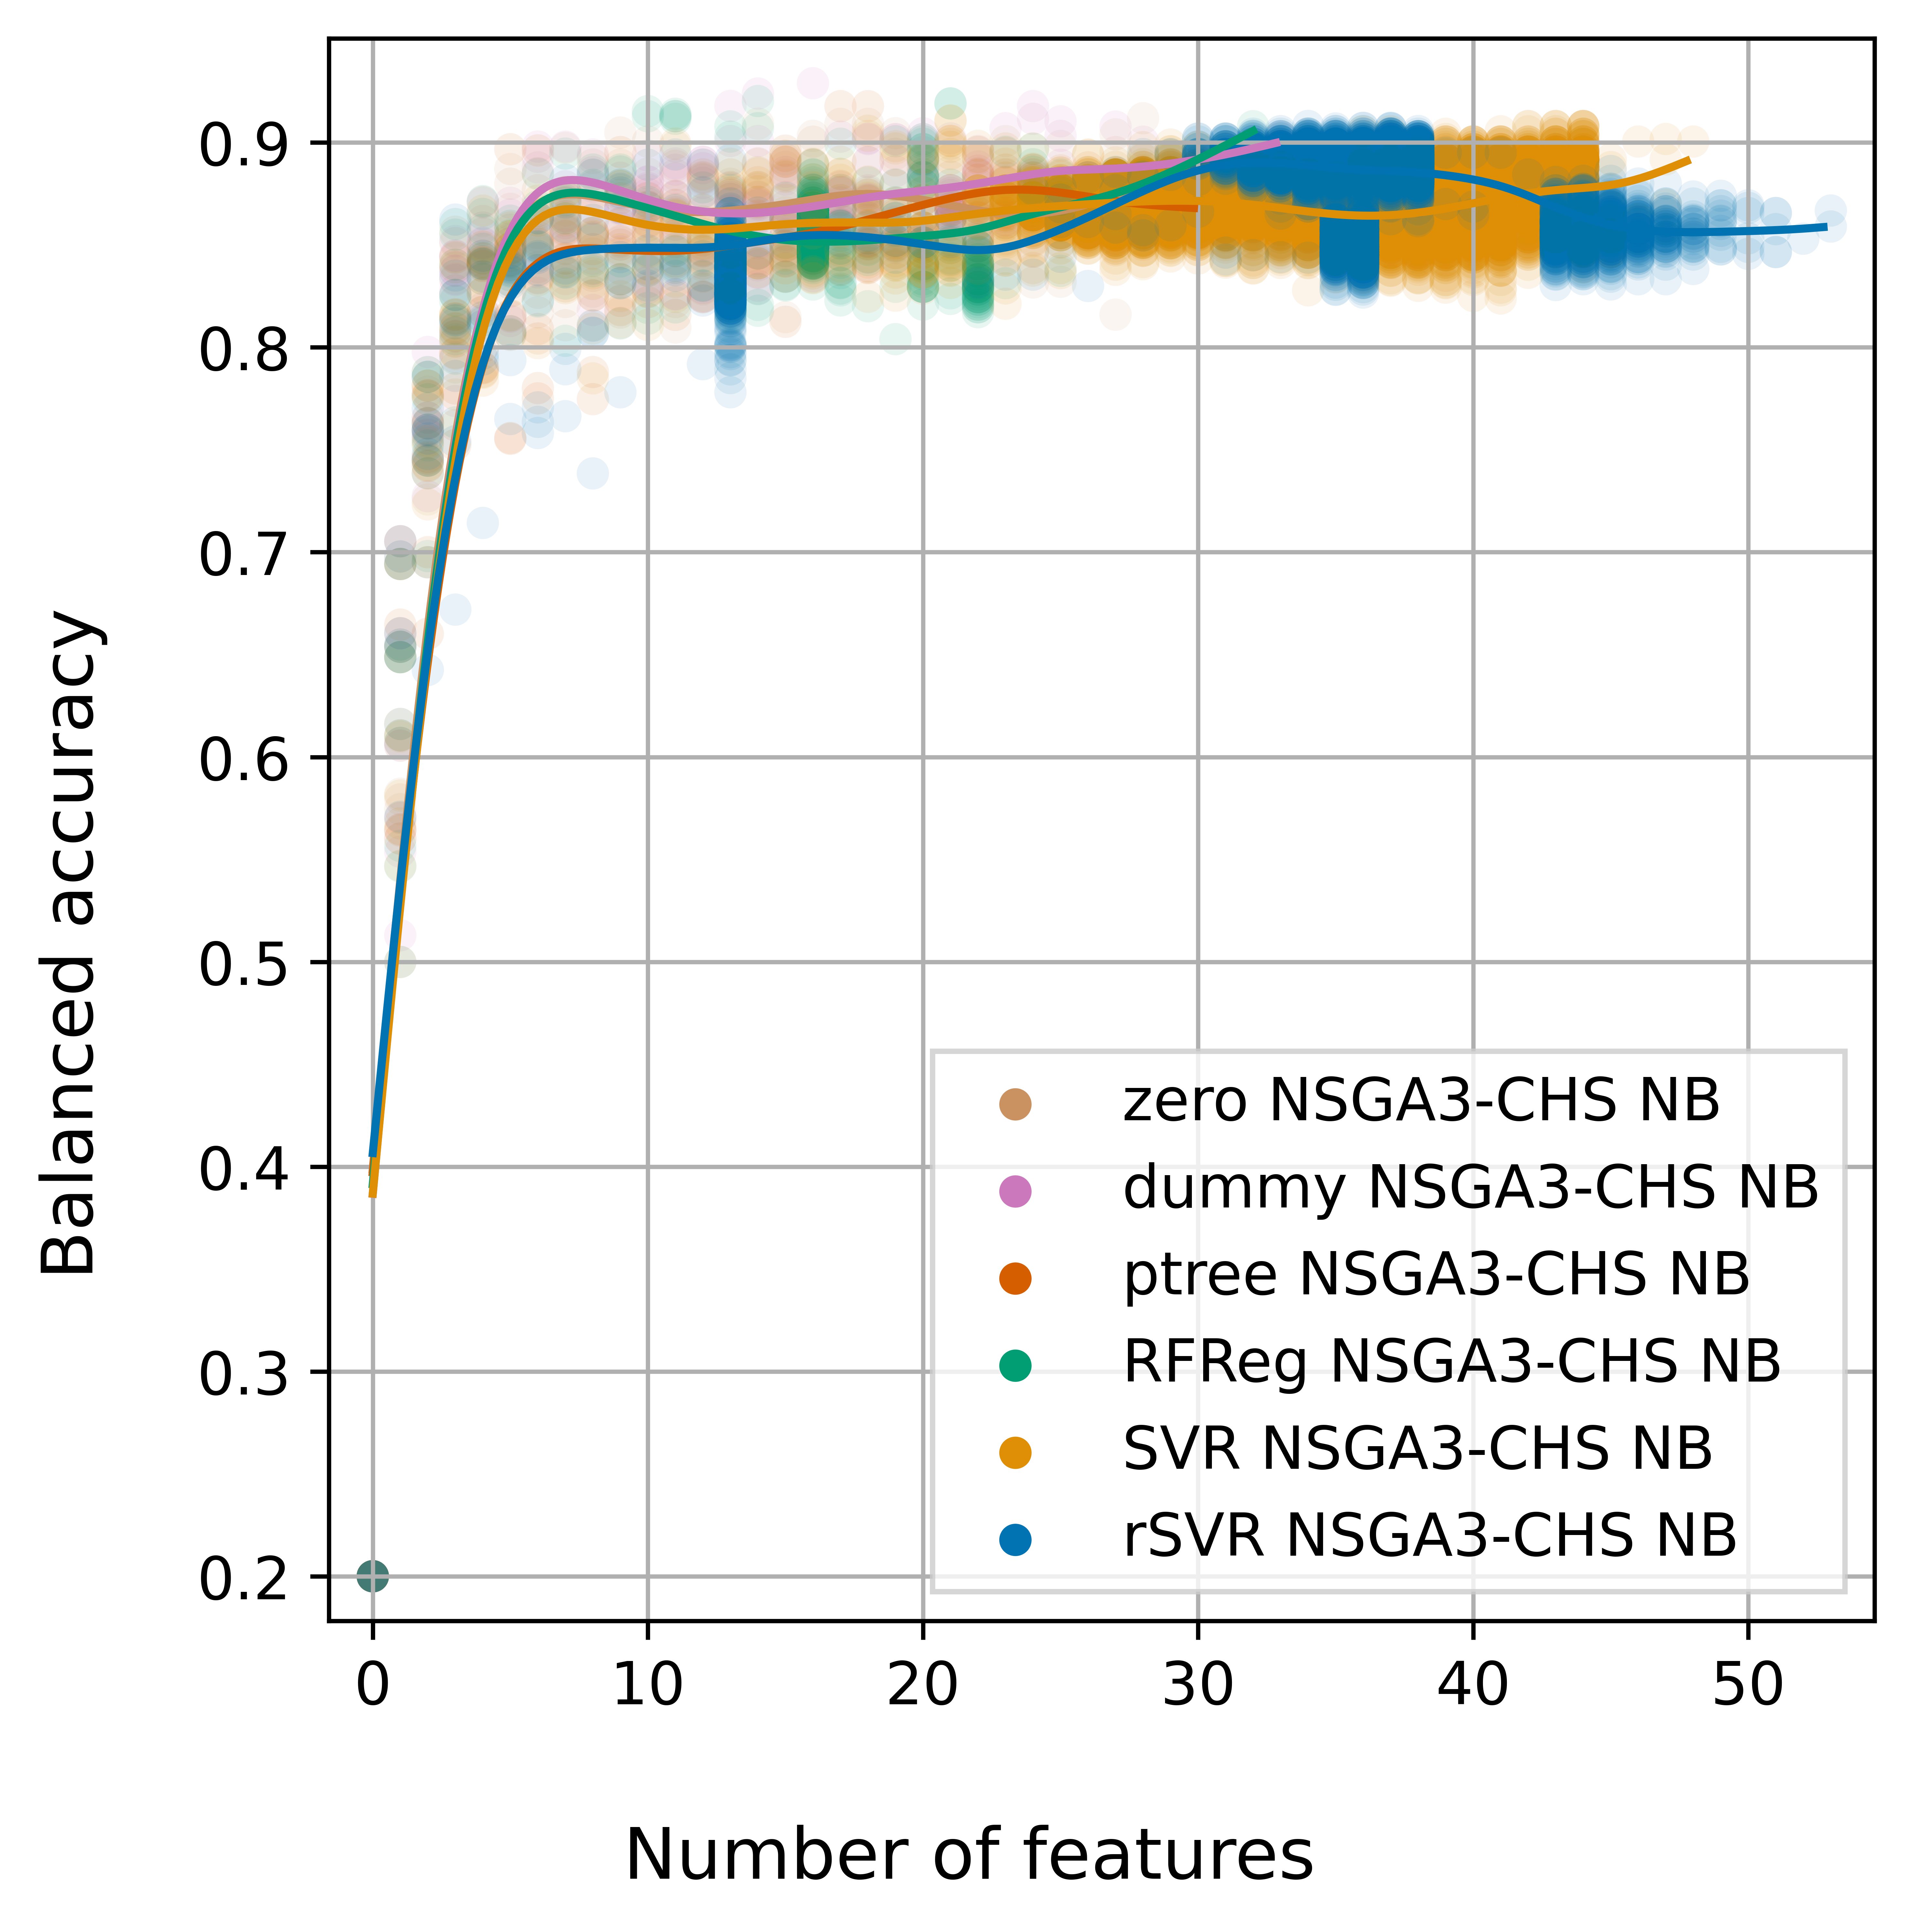 Balanced accuracy
0.9
0.8
0.7
0.6
0.5
0.4
0.3
0.2
zero NSGA3-CHS NB
dummy NSGA3-CHS NB
ptree NSGA3-CHS NB
RFReg NSGA3-CHS NB
SVR NSGA3-CHS NB
rSVR NSGA3-CHS NB
0 10 20 30 40 50
Number of features